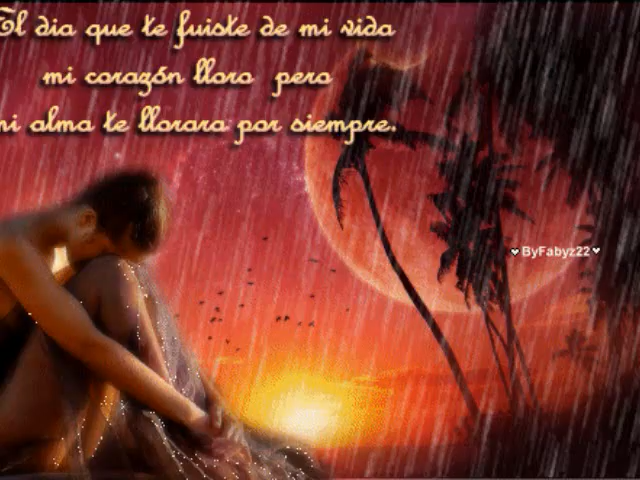 El dia que te fuiste de mi vida
mi corazón lloro pero
mi alma te llorara por siempre.
♥ ByFabyz22 ♥